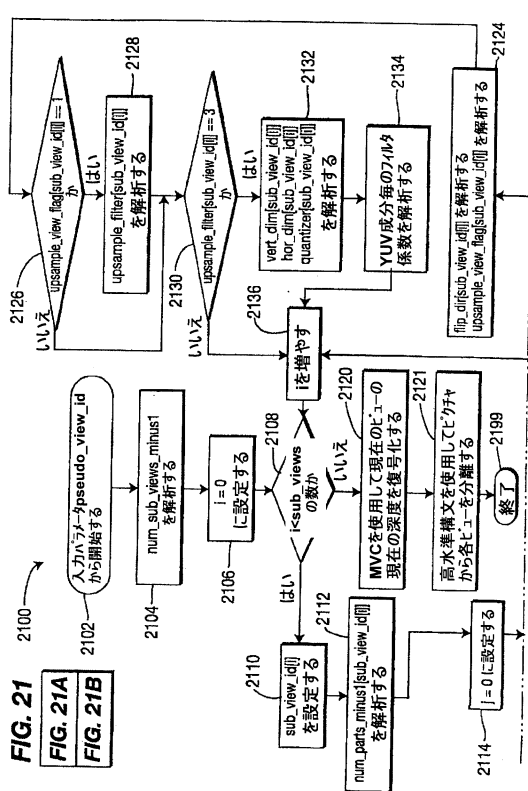 FIG. 21
FIG. 21A
FIG. 21B
2100
2102
入力パラメータpseudo_view_id
から開始する
2104
num_sub_views_minus1
を解析する
2106
i = 0
に設定する
2108
i<sub_views
の数か
はい
いいえ
2110
sub_view_id[i]
を設定する
2112
num_parts_minus1[sub_view_id[i]]
を解析する
2114
j = 0 に設定する
2120
MVCを使用して現在のビューの
現在の深度を復号化する
2121
高水準構文を使用してピクチャ
から各ビューを分離する
2199
終了
2124
flip_dir[sub_view_id[i]] を解析する
upsample_view_flag[sub_view_id[i]] を解析する
2126
upsample_view_flag[sub_view_id[i]] == 1
か
はい
いいえ
2128
upsample_filter[sub_view_id[i]]
を解析する
2130
upsample_filter[sub_view_id[i]] == 3
か
はい
いいえ
2132
vert_dim[sub_view_id[i]]
hor_dim[sub_view_id[i]]
quantizer[sub_view_id[i]]
を解析する
2134
YUV成分毎のフィルタ
係数を解析する
2136
iを増やす